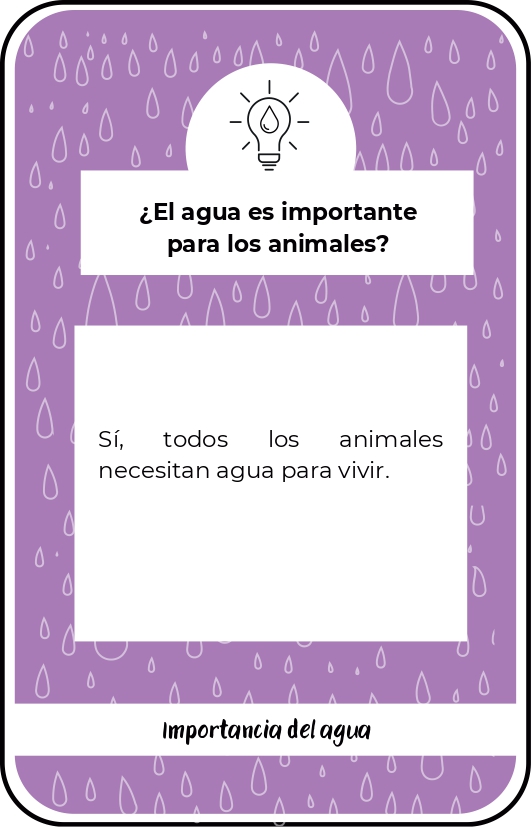 ¿El agua es importante
para los animales?
Sí, todos los animales
necesitan agua para vivir.
Importancia del agua